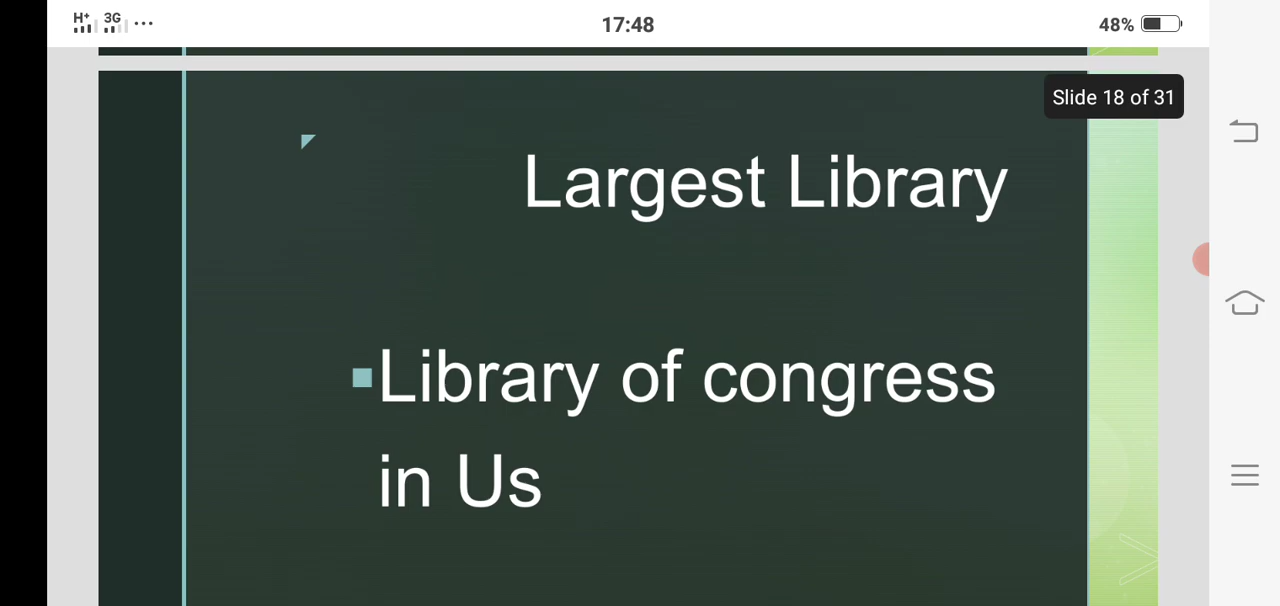 H+ 3G ...
17:48
48%
Slide 18 of 31
Largest Library
Library of congress
in Us